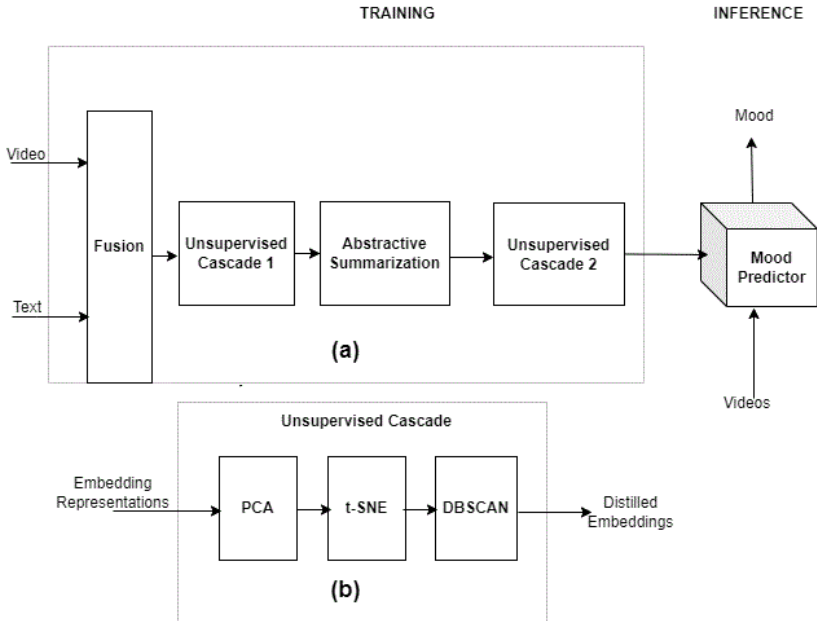 TRAINING
INFERENCE
Mood
Video
Fusion
Unsupervised
Cascade 1
Abstractive
Summarization
Unsupervised
Cascade 2
Mood
Predictor
Text
(a)
Videos
Unsupervised Cascade
Embedding
Representations
PCA
t-SNE
DBSCAN
Distilled
Embeddings
(b)